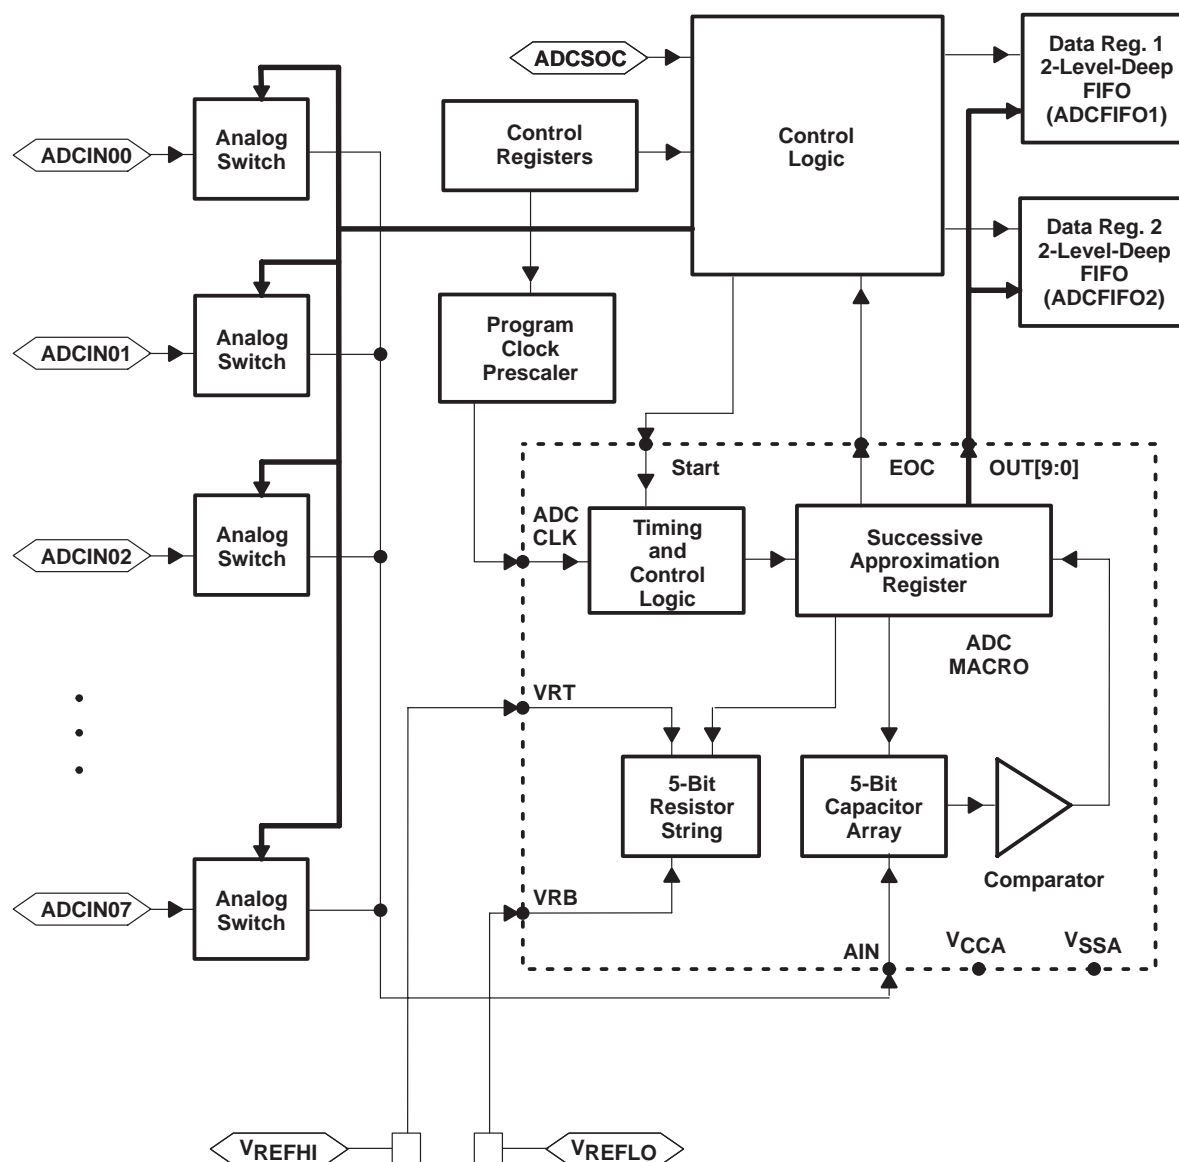 ADCSOC
Data Reg. 1
2-Level-Deep
FIFO
(ADCFIFO1)
Analog
Switch
ADCIN00
Control
Registers
Control
Logic
Data Reg. 2
2-Level-Deep
FIFO
(ADCFIFO2)
Analog
Switch
ADCIN01
Program
Clock
Prescaler
Start
EOC
OUT[9:0]
Analog
Switch
ADCIN02
ADC
CLK
Timing
and
Control
Logic
Successive
Approximation
Register
ADC
MACRO
VRT
5-Bit
Resistor
String
5-Bit
Capacitor
Array
Comparator
Analog
Switch
ADCIN07
VRB
AIN
VCCA
VSSA
VREFHI
VREFLO